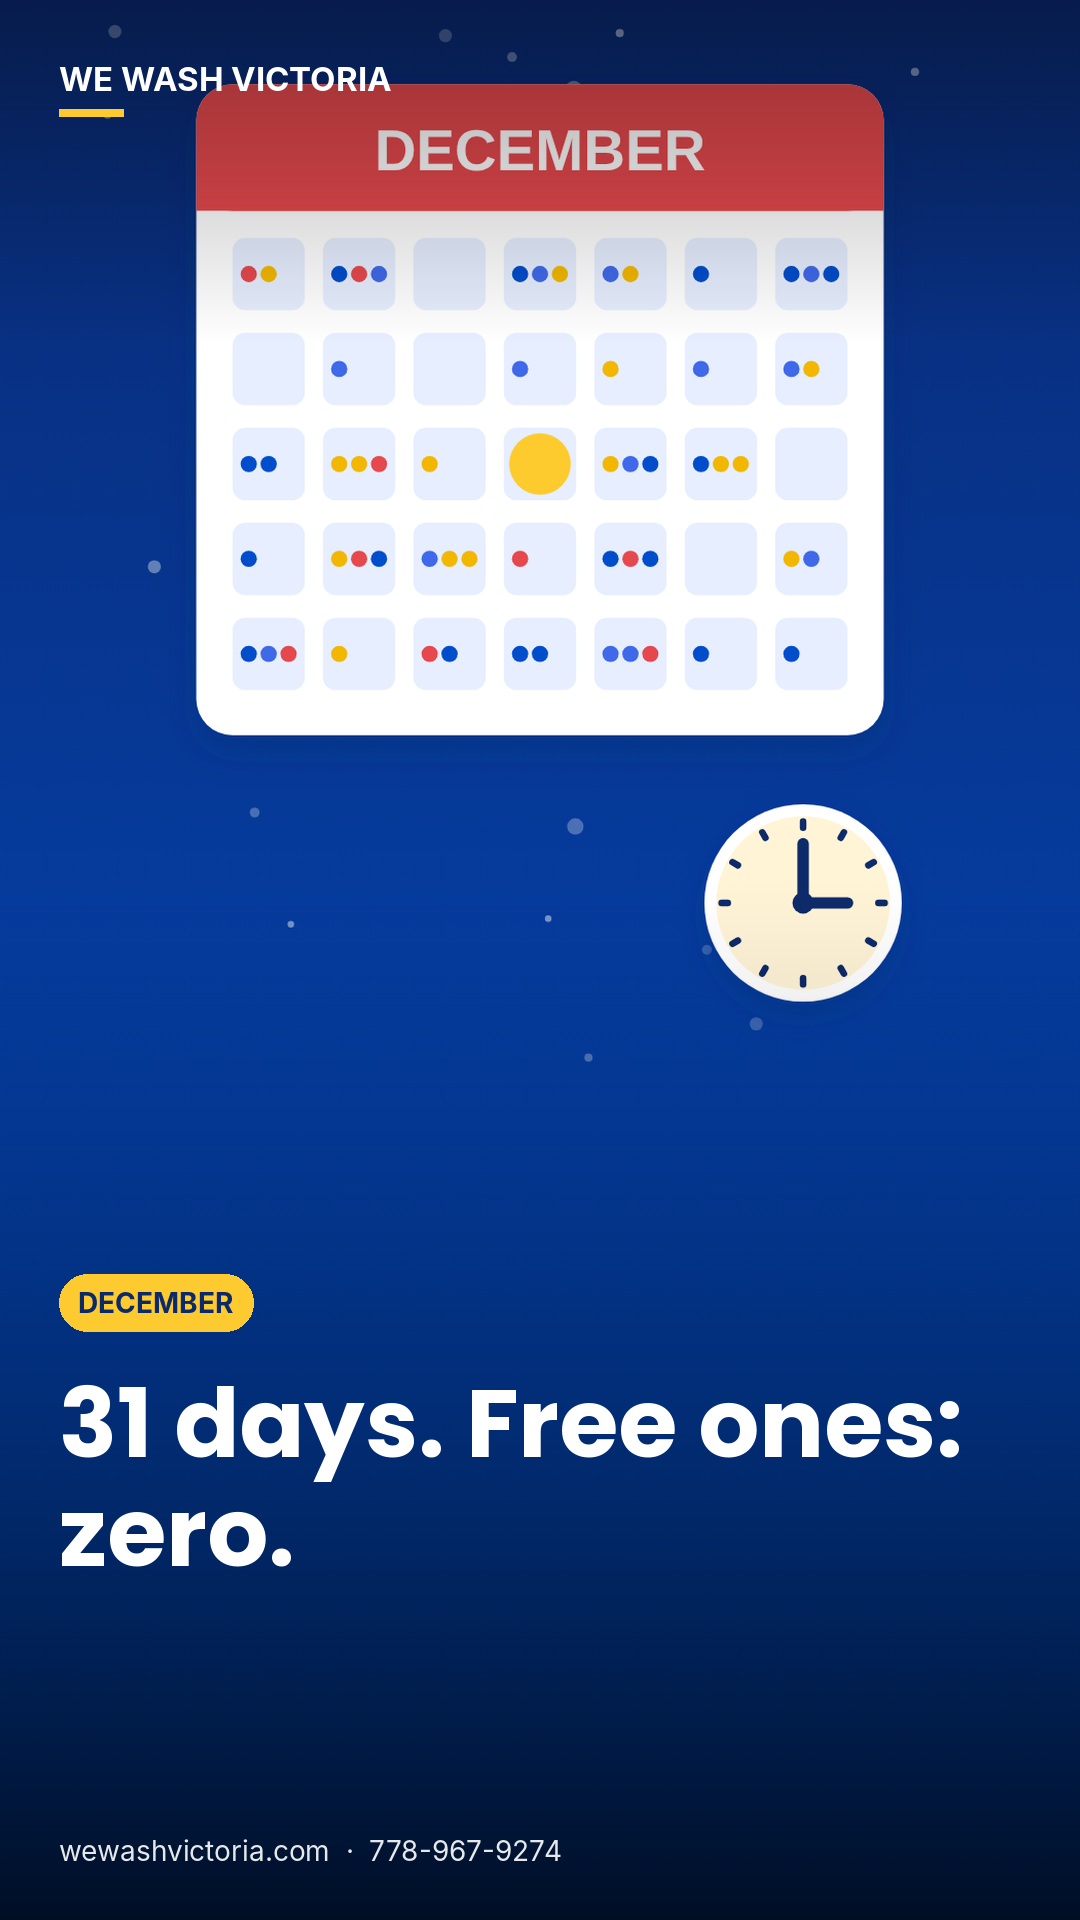 WE WASH VICTORIA
DECEMBER
DECEMBER
31 days. Free ones:
zero.
wewashvictoria.com · 778-967-9274